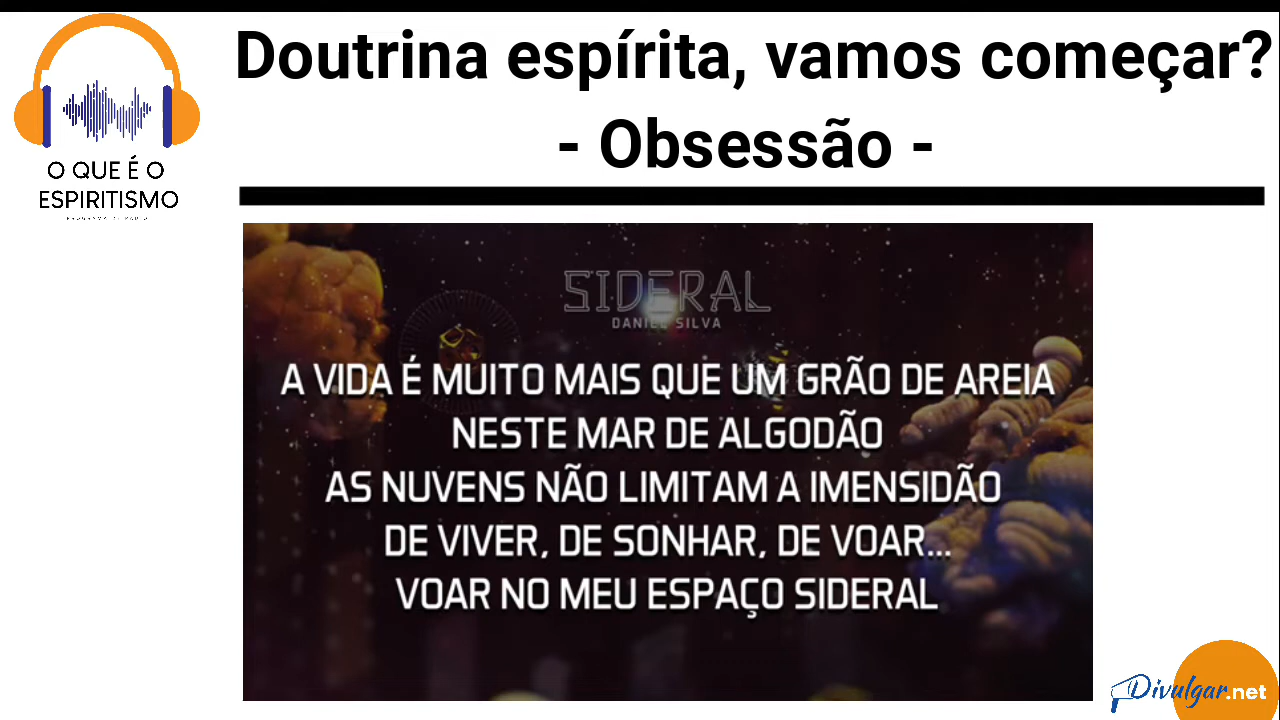 Doutrina espírita, vamos começar?
- Obsessão -
O QUE É O
ESPIRITISMO
SIDERAL
DANIEL SILVA
A VIDA É MUITO MAIS QUE UM GRÃO DE AREIA
NESTE MAR DE ALGODÃO
AS NUVENS NÃO LIMITAM A IMENSIDÃO
DE VIVER, DE SONHAR, DE VOAR...
VOAR NO MEU ESPAÇO SIDERAL
Divulgar.net